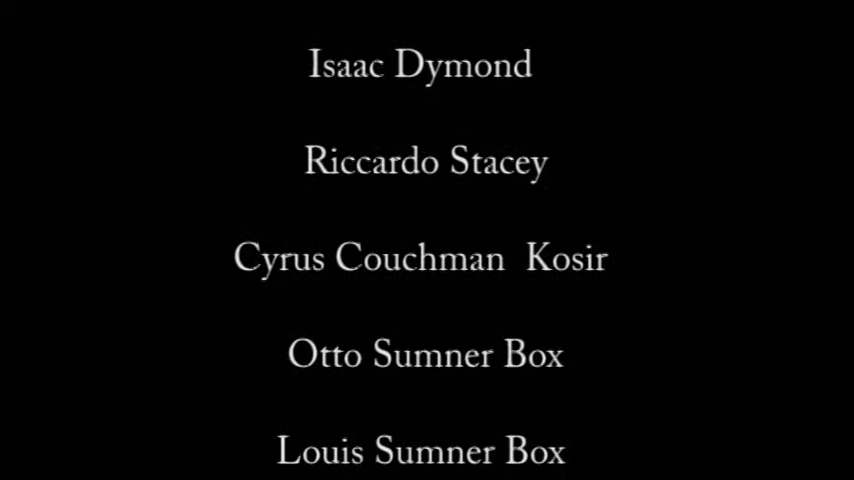 Isaac Dymond
Riccardo Stacey
Cyrus Couchman  Kosir
Otto Sumner Box
Louis Sumner Box